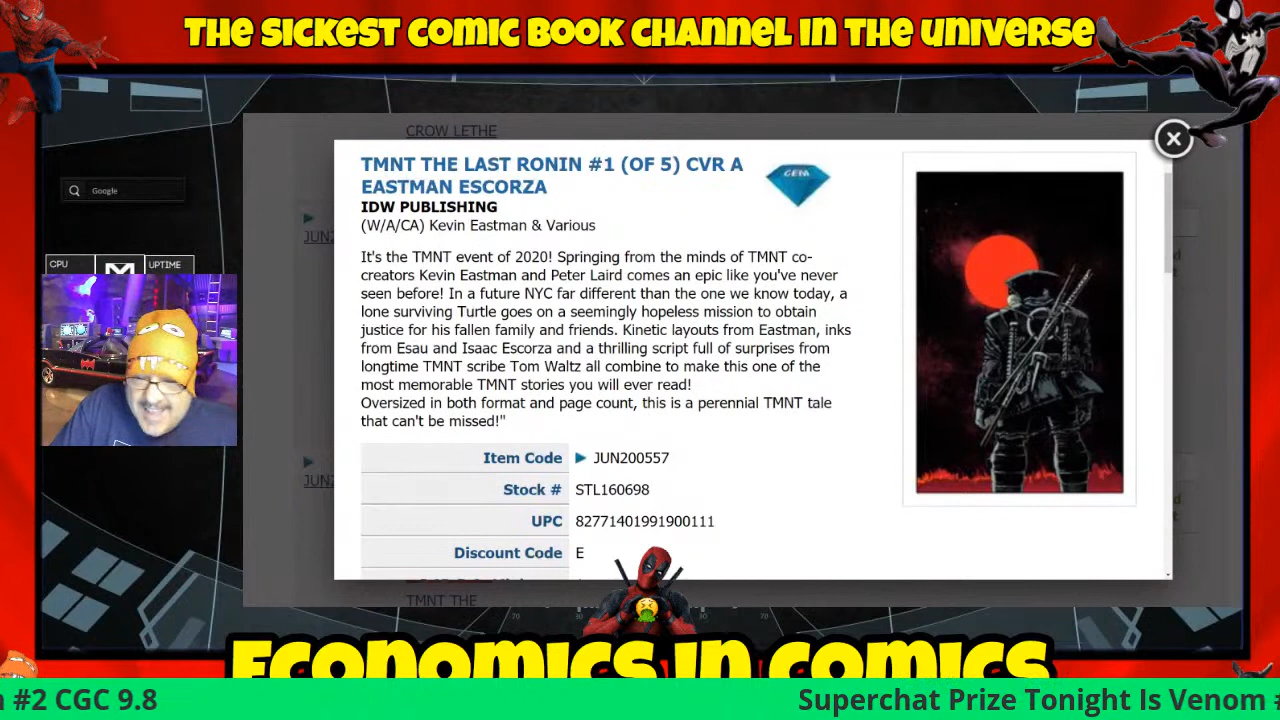 THE SICKEST COMIC BOOK CHANNEL IN THE UNIVERSE
CROW LETHE
Google
CPU
UPTIME
JUN2
JUN2
TMNT THE LAST RONIN #1 (OF 5) CVR A
EASTMAN ESCORZA
GEM
IDW PUBLISHING
(W/A/CA) Kevin Eastman & Various
It's the TMNT event of 2020! Springing from the minds of TMNT co-
creators Kevin Eastman and Peter Laird comes an epic like you've never
seen before! In a future NYC far different than the one we know today, a
lone surviving Turtle goes on a seemingly hopeless mission to obtain
justice for his fallen family and friends. Kinetic layouts from Eastman, inks
from Esau and Isaac Escorza and a thrilling script full of surprises from
longtime TMNT scribe Tom Waltz all combine to make this one of the
most memorable TMNT stories you will ever read!
Oversized in both format and page count, this is a perennial TMNT tale
that can't be missed!"
Item Code JUN200557
Stock # STL160698
UPC 82771401991900111
Discount Code E
TMNT THE
ECONOMICS IN COMICS
#2 CGC 9.8
Superchat Prize Tonight Is Venom